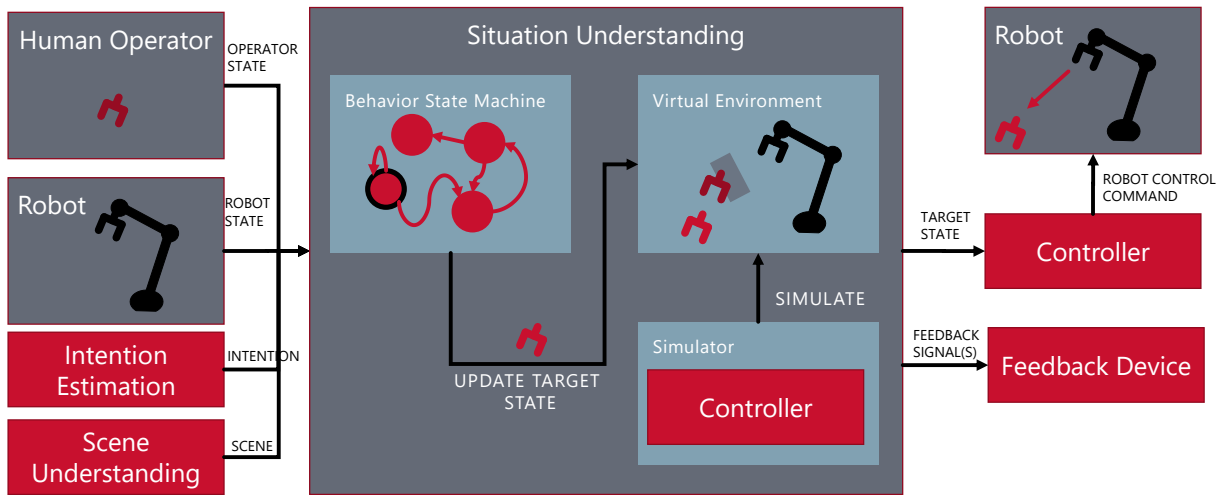 Human Operator
OPERATOR
STATE
Robot
ROBOT
STATE
Intention
Estimation
INTENTION
Scene
Understanding
SCENE
Situation Understanding
Behavior State Machine
UPDATE TARGET
STATE
Virtual Environment
SIMULATE
Simulator
Controller
TARGET
STATE
FEEDBACK
SIGNAL(S)
Robot
ROBOT CONTROL
COMMAND
Controller
Feedback Device